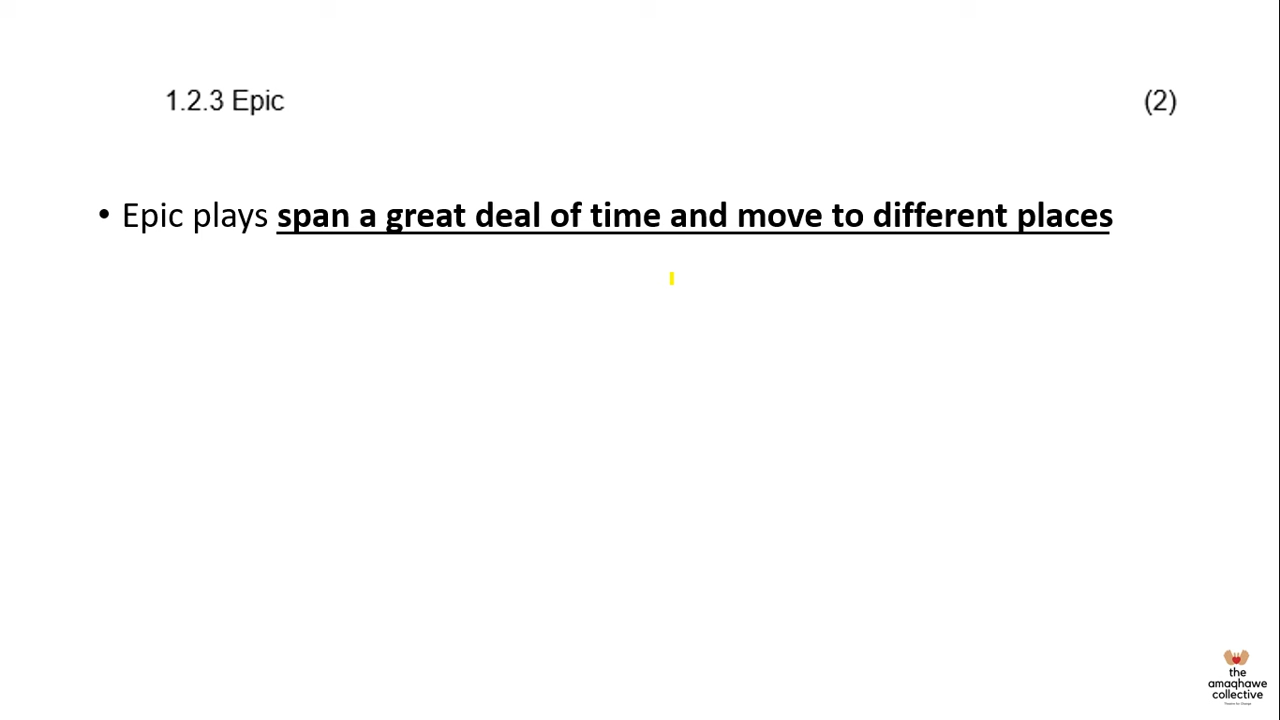 1.2.3 Epic (2)
• Epic plays span a great deal of time and move to different places
the
amaqhawe
collective